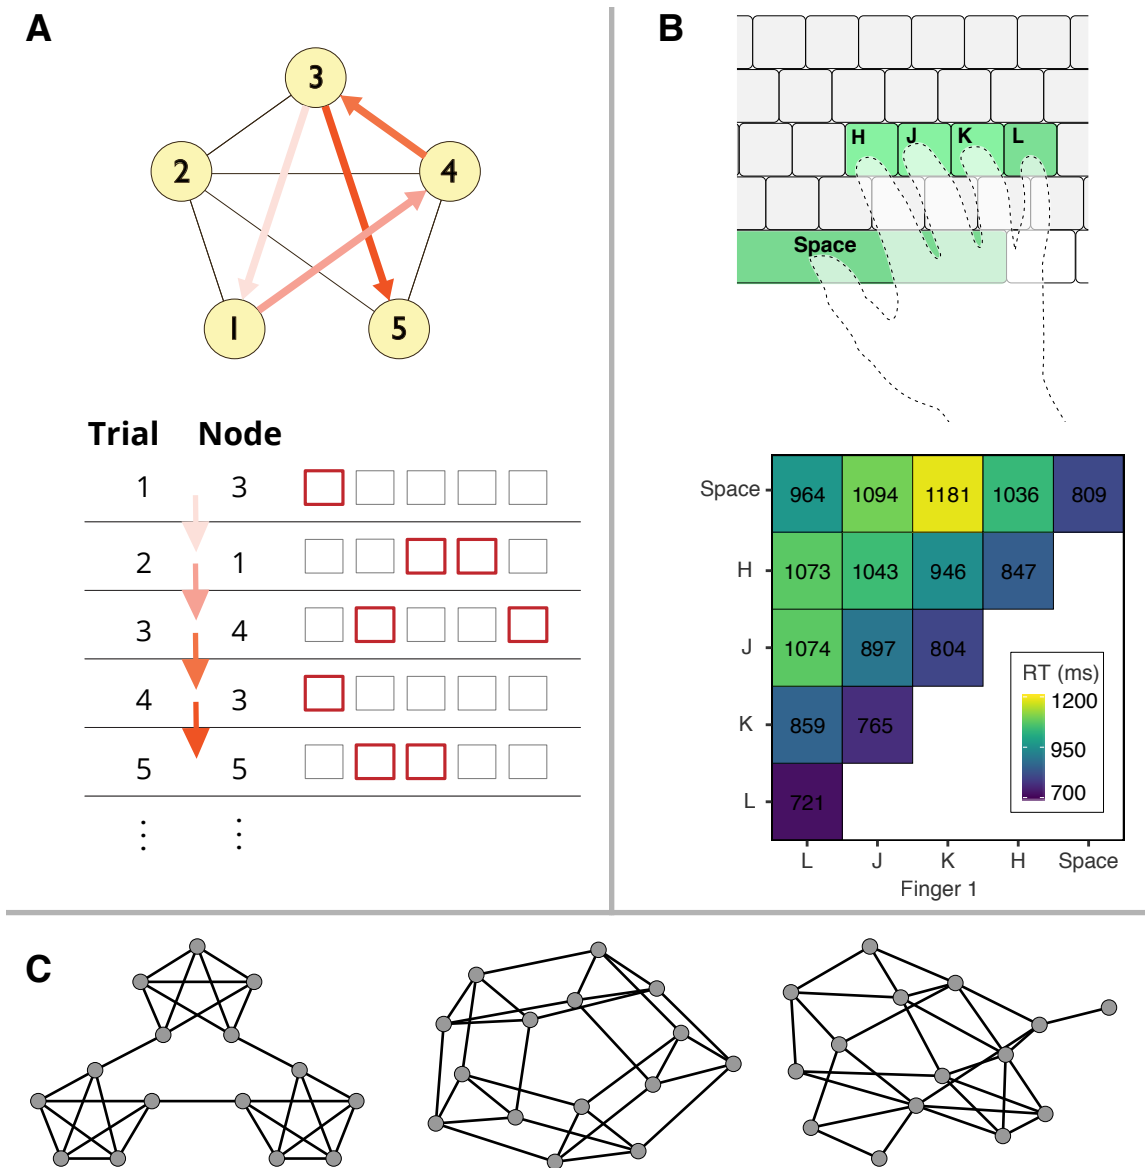 A
3
2
4
1
5
Trial Node
1 3
2 1
3 4
4 3
5 5
⋮ ⋮
B
H J K L
Space
Space 964 1094 1181 1036 809
H 1073 1043 946 847
J 1074 897 804
K 859 765
L 721
RT (ms)
1200
950
700
L J K H Space
Finger 1
C